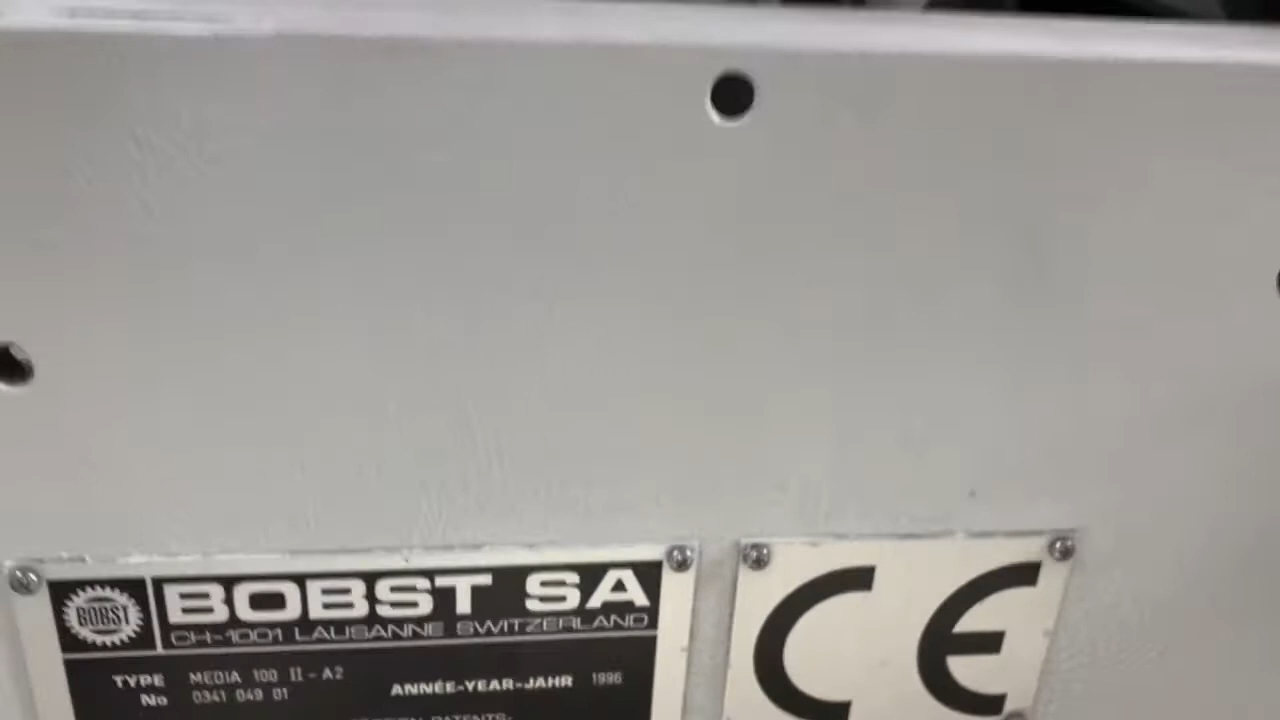 BOBST
BOBST SA
CH-1001 LAUSANNE SWITZERLAND
TYPE MEDIA 100 II - A2
No 0341 049 01
ANNÉE-YEAR-JAHR 1996
PATENTS-
CE